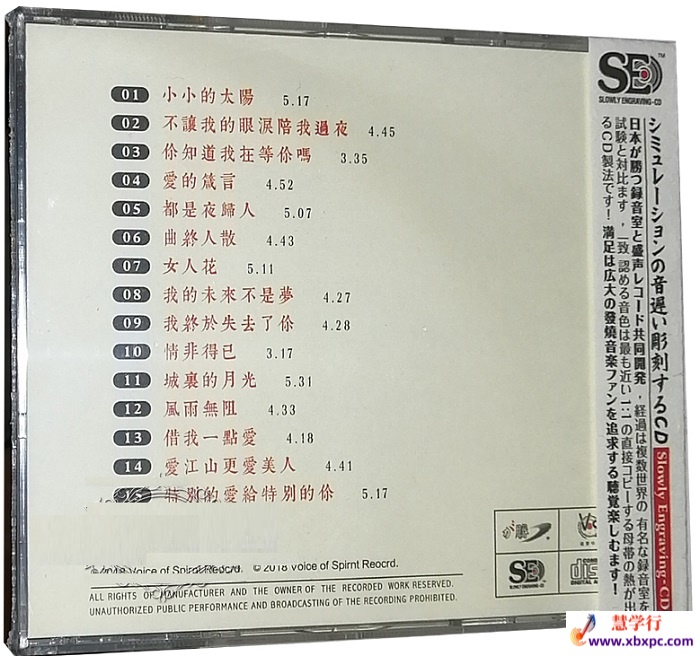 01 小小的太陽 5.17
02 不讓我的眼淚陪我過夜 4.45
03 你知道我在等你嗎 3.35
04 愛的箴言 4.52
05 都是夜歸人 5.07
06 曲終人散 4.43
07 女人花 5.11
08 我的未來不是夢 4.27
09 我終於失去了你 4.28
10 情非得已 3.17
11 城裏的月光 5.31
12 風雨無阻 4.33
13 借我一點愛 4.18
14 愛江山更愛美人 4.41
15 特別的愛給特別的你 5.17
℗2018 Voice of Spirnt Reocrd. © 2018 Voice of Spirnt Reocrd.
ALL RIGHTS OF MANUFACTURER AND THE OWNER OF THE RECORDED WORK RESERVED.
UNAUTHORIZED PUBLIC PERFORMANCE AND BROADCASTING OF THE RECORDING PROHIBITED.
SE
SLOWLY ENGRAVING-CD
SE TM
SLOWLY ENGRAVING-CD
シミュレーションの音遅い彫刻するCD Slowly Engraving-CD
日本が勝つ録音室と盛声レコード共同開発，経過は複数世界の有名な録音室を
試験と対比ます，一致 認める音色は最も近い 1:1 の直接コピーする母帯の熱が出
るCD製法です! 満足は広大の發燒音楽ファンを追求する聴覚楽しむます!
慧学行
www.xbxpc.com